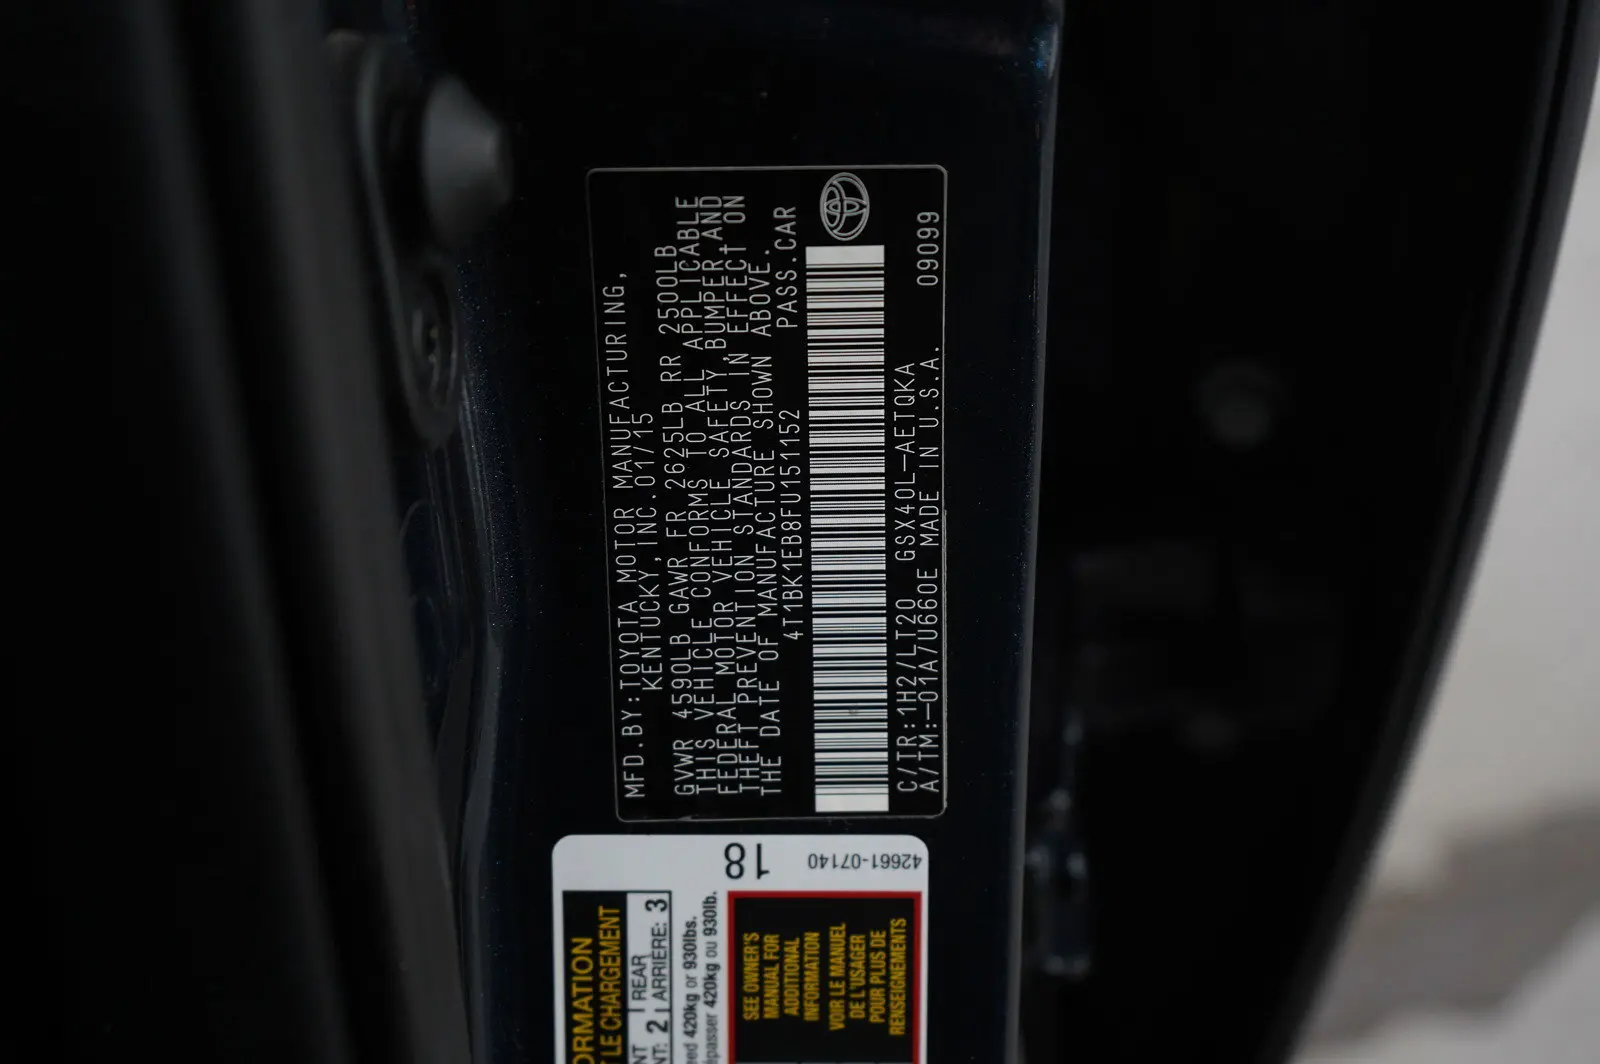 MFD.BY:TOYOTA MOTOR MANUFACTURING,
KENTUCKY, INC.01/15
GVWR 4590LB GAWR FR 2625LB RR 2500LB
THIS VEHICLE CONFORMS TO ALL APPLICABLE
FEDERAL MOTOR VEHICLE SAFETY,BUMPER,AND
THEFT PREVENTION STANDARDS IN EFFECT ON
THE DATE OF MANUFACTURE SHOWN ABOVE.
4T1BK1EB8FU151152 PASS.CAR
C/TR:1H2/LT20 GSX40L-AETQKA
A/TM:-01A/U660E MADE IN U.S.A. 09099
18
42661-07140
ORMATION
LE CHARGEMENT
REAR
2 ARRIÈRE: 3
420kg or 930lbs.
420kg ou 930lb.
SEE OWNER'S
MANUAL FOR
ADDITIONAL
INFORMATION
VOIR LE MANUEL
DE L'USAGER
POUR PLUS DE
RENSEIGNEMENTS